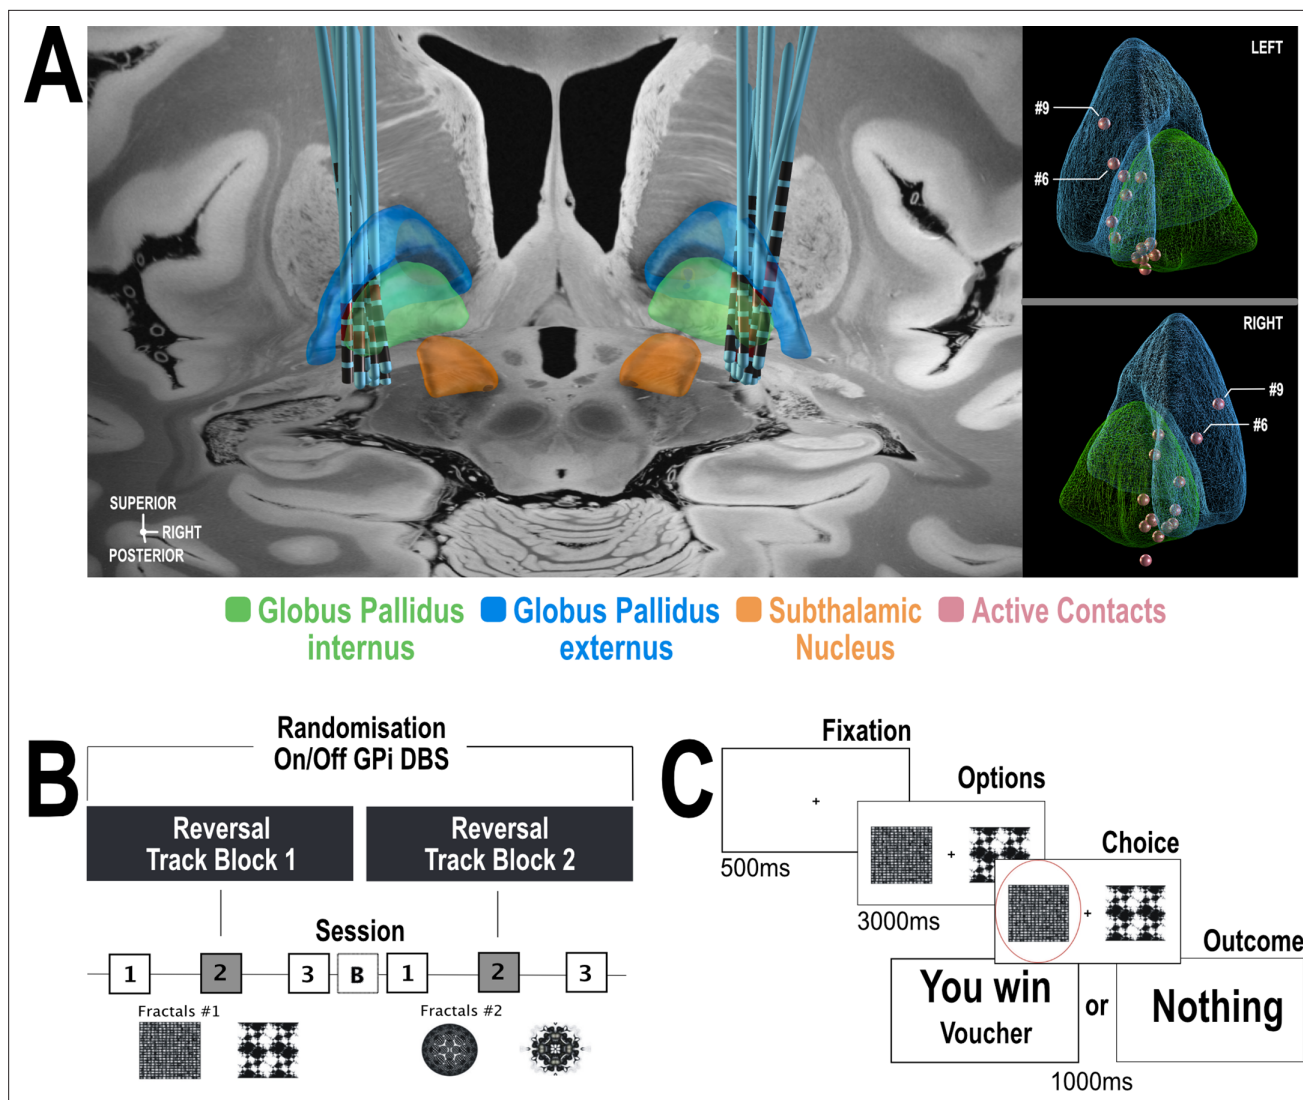 A
LEFT
#9
#6
RIGHT
#9
#6
SUPERIOR
RIGHT
POSTERIOR
Globus Pallidus
internus
Globus Pallidus
externus
Subthalamic
Nucleus
Active Contacts
B
Randomisation
On/Off GPi DBS
Reversal
Track Block 1
Reversal
Track Block 2
Session
1
2
3
B
1
2
3
Fractals #1
Fractals #2
C
Fixation
+
500ms
Options
+
3000ms
Choice
+
Outcome
You win
Voucher
or
Nothing
1000ms